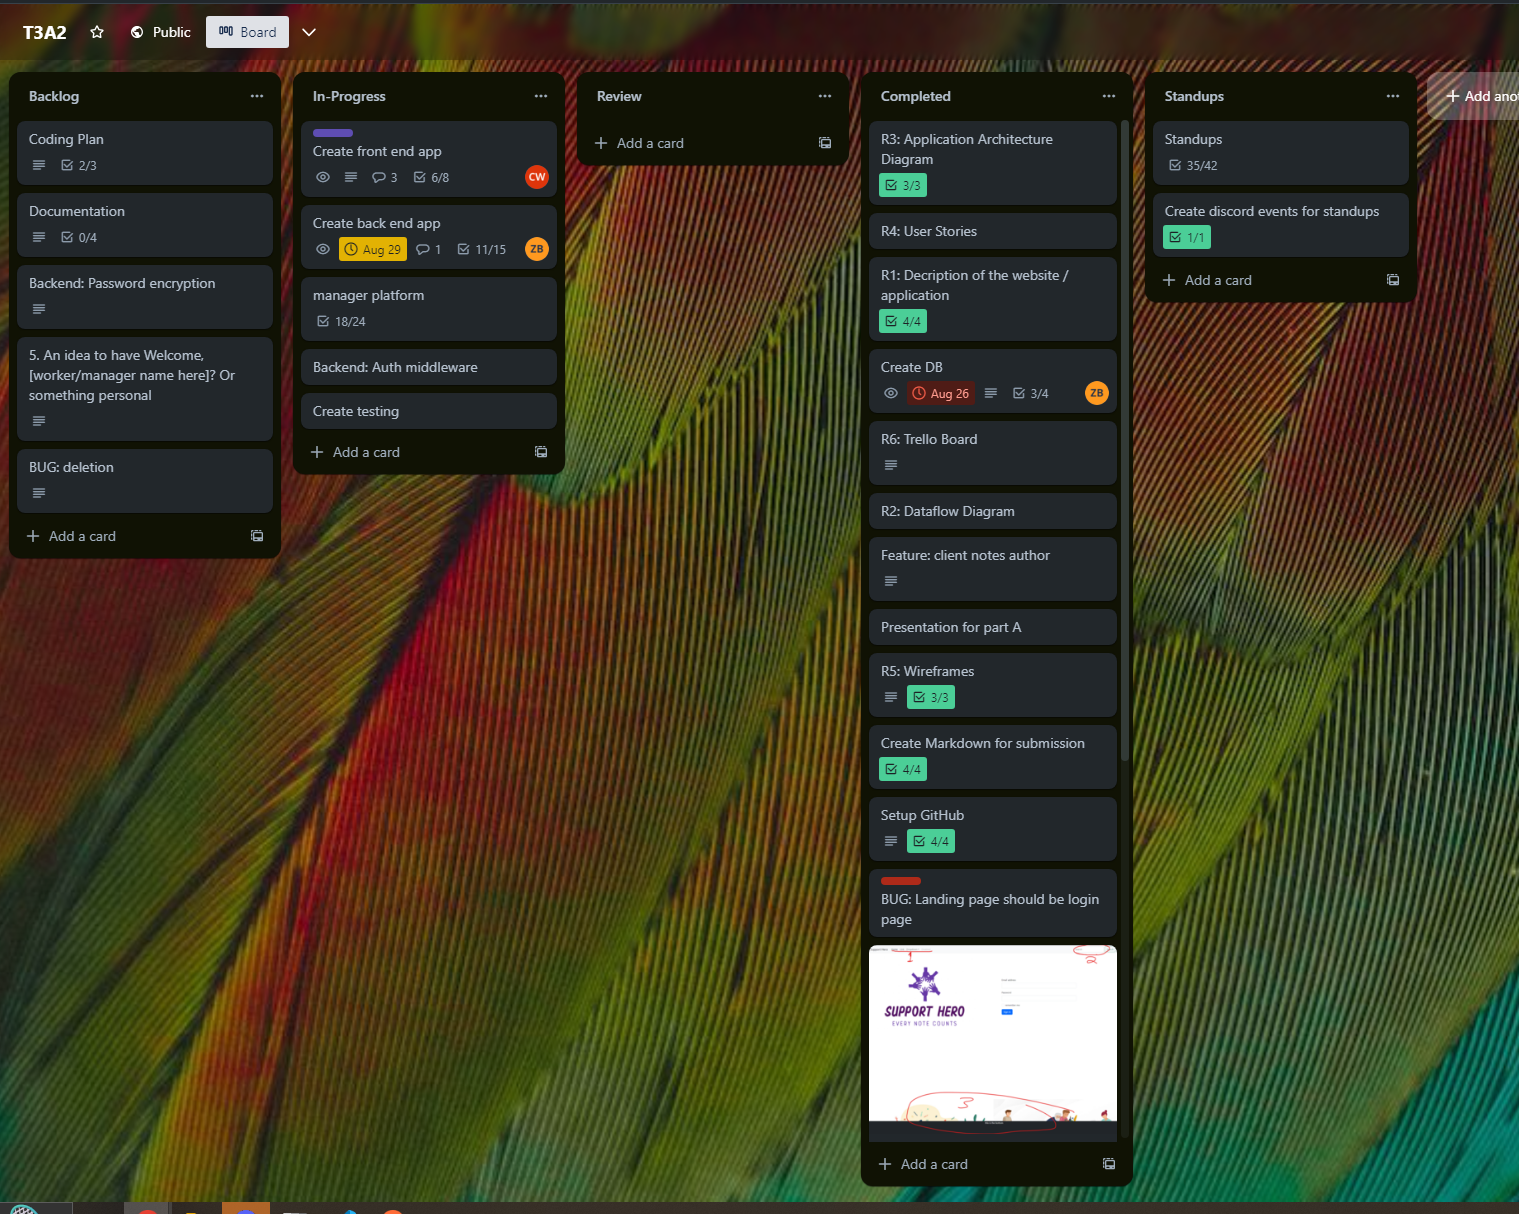 T3A2
Public
Board
Backlog
Coding Plan
2/3
Documentation
0/4
Backend: Password encryption
5. An idea to have Welcome,
[worker/manager name here]? Or
something personal
BUG: deletion
Add a card
In-Progress
Create front end app
3
6/8
CW
Create back end app
Aug 29
1
11/15
ZB
manager platform
18/24
Backend: Auth middleware
Create testing
Add a card
Review
Add a card
Completed
R3: Application Architecture
Diagram
3/3
R4: User Stories
R1: Decription of the website /
application
4/4
Create DB
Aug 26
3/4
ZB
R6: Trello Board
R2: Dataflow Diagram
Feature: client notes author
Presentation for part A
R5: Wireframes
3/3
Create Markdown for submission
4/4
Setup GitHub
4/4
BUG: Landing page should be login
page
1
2
SUPPORT HERO
EVERY NOTE COUNTS
3
Add a card
Standups
Standups
35/42
Create discord events for standups
1/1
Add a card
Add ano